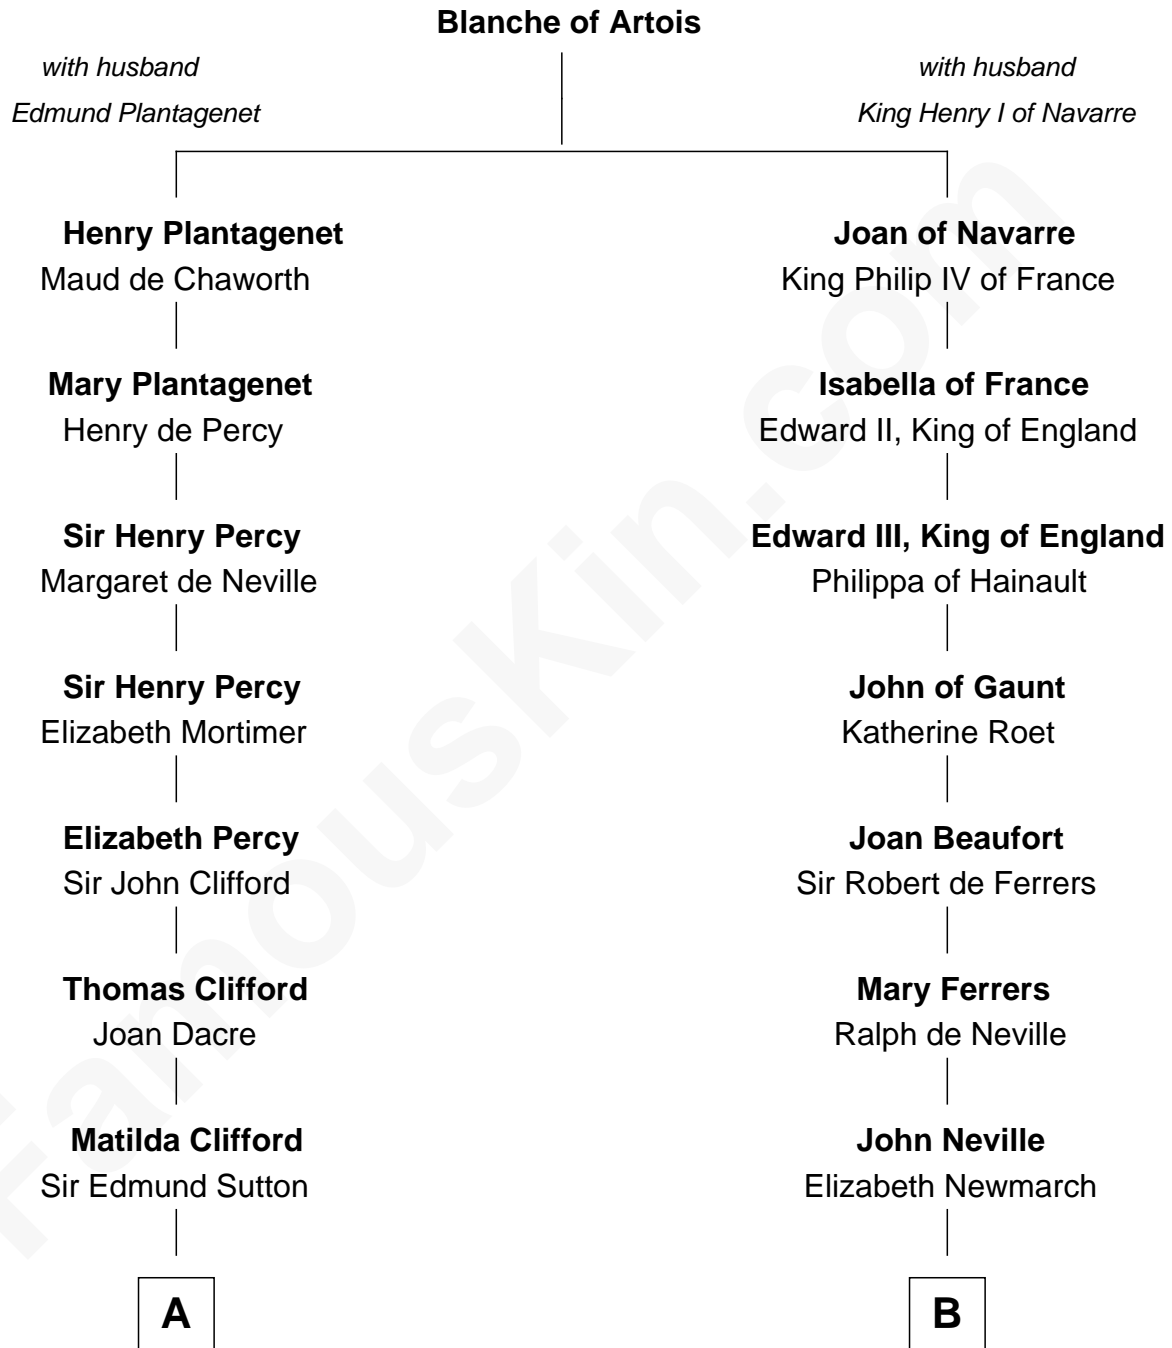 Blanche of Artois
with husband
Edmund Plantagenet
with husband
King Henry I of Navarre
Henry Plantagenet
Maud de Chaworth
Joan of Navarre
King Philip IV of France
Mary Plantagenet
Henry de Percy
Isabella of France
Edward II, King of England
Sir Henry Percy
Margaret de Neville
Edward III, King of England
Philippa of Hainault
Sir Henry Percy
Elizabeth Mortimer
John of Gaunt
Katherine Roet
Elizabeth Percy
Sir John Clifford
Joan Beaufort
Sir Robert de Ferrers
Thomas Clifford
Joan Dacre
Mary Ferrers
Ralph de Neville
Matilda Clifford
Sir Edmund Sutton
John Neville
Elizabeth Newmarch
A
B
FamousKin.com